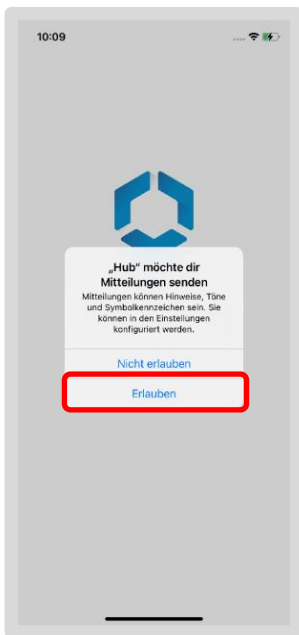 10:09
„Hub“ möchte dir
Mitteilungen senden
Mitteilungen können Hinweise, Töne
und Symbolkennzeichen sein. Sie
können in den Einstellungen
konfiguriert werden.
Nicht erlauben
Erlauben